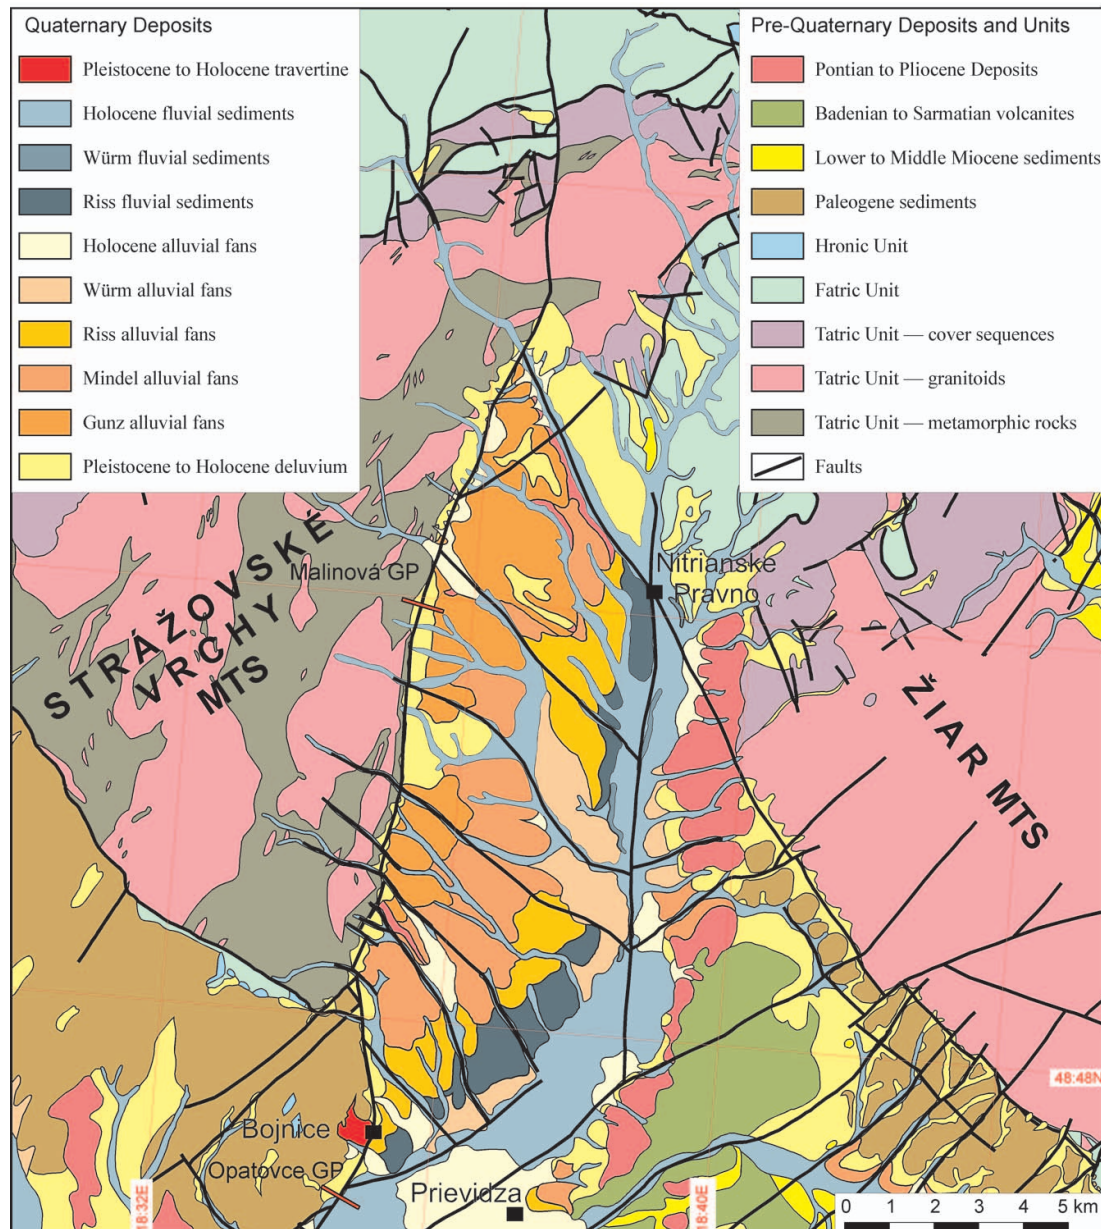 Quaternary Deposits
Pleistocene to Holocene travertine
Holocene fluvial sediments
Würm fluvial sediments
Riss fluvial sediments
Holocene alluvial fans
Würm alluvial fans
Riss alluvial fans
Mindel alluvial fans
Gunz alluvial fans
Pleistocene to Holocene deluvium
Pre-Quaternary Deposits and Units
Pontian to Pliocene Deposits
Badenian to Sarmatian volcanites
Lower to Middle Miocene sediments
Paleogene sediments
Hronic Unit
Fatric Unit
Tatric Unit — cover sequences
Tatric Unit — granitoids
Tatric Unit — metamorphic rocks
Faults
STRÁŽOVSKÉ
VRCHY
MTS
Malinová GP
Nitrianske
Pravno
ŽIAR MTS
48:48N
Bojnice
Opatovce GP
Prievidza
18:32E
18:40E
0 1 2 3 4 5 km